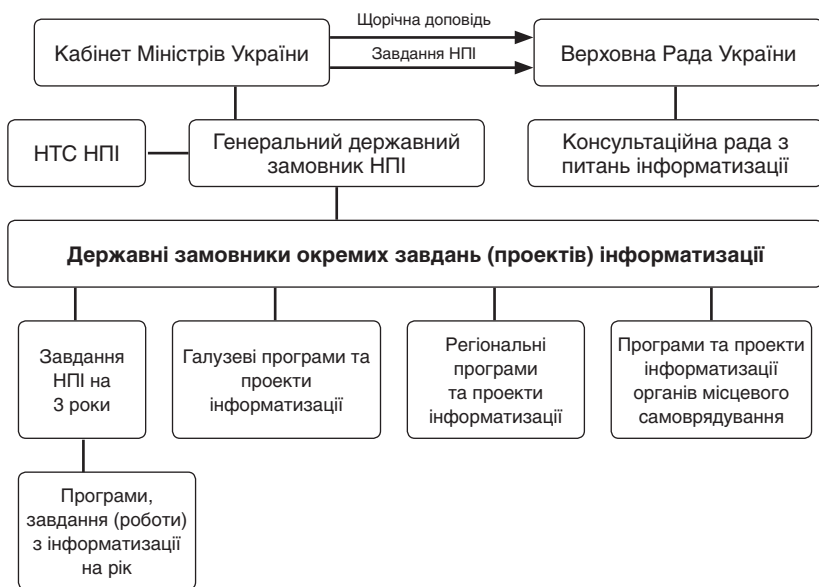 Щорічна доповідь
Кабінет Міністрів України
Завдання НПІ
Верховна Рада України
НТС НПІ
Генеральний державний
замовник НПІ
Консультаційна рада з
питань інформатизації
Державні замовники окремих завдань (проектів) інформатизації
Завдання
НПІ на
3 роки
Галузеві програми та
проекти
інформатизації
Регіональні
програми
та проекти
інформатизації
Програми та проекти
інформатизації
органів місцевого
самоврядування
Програми,
завдання (роботи)
з інформатизації
на рік